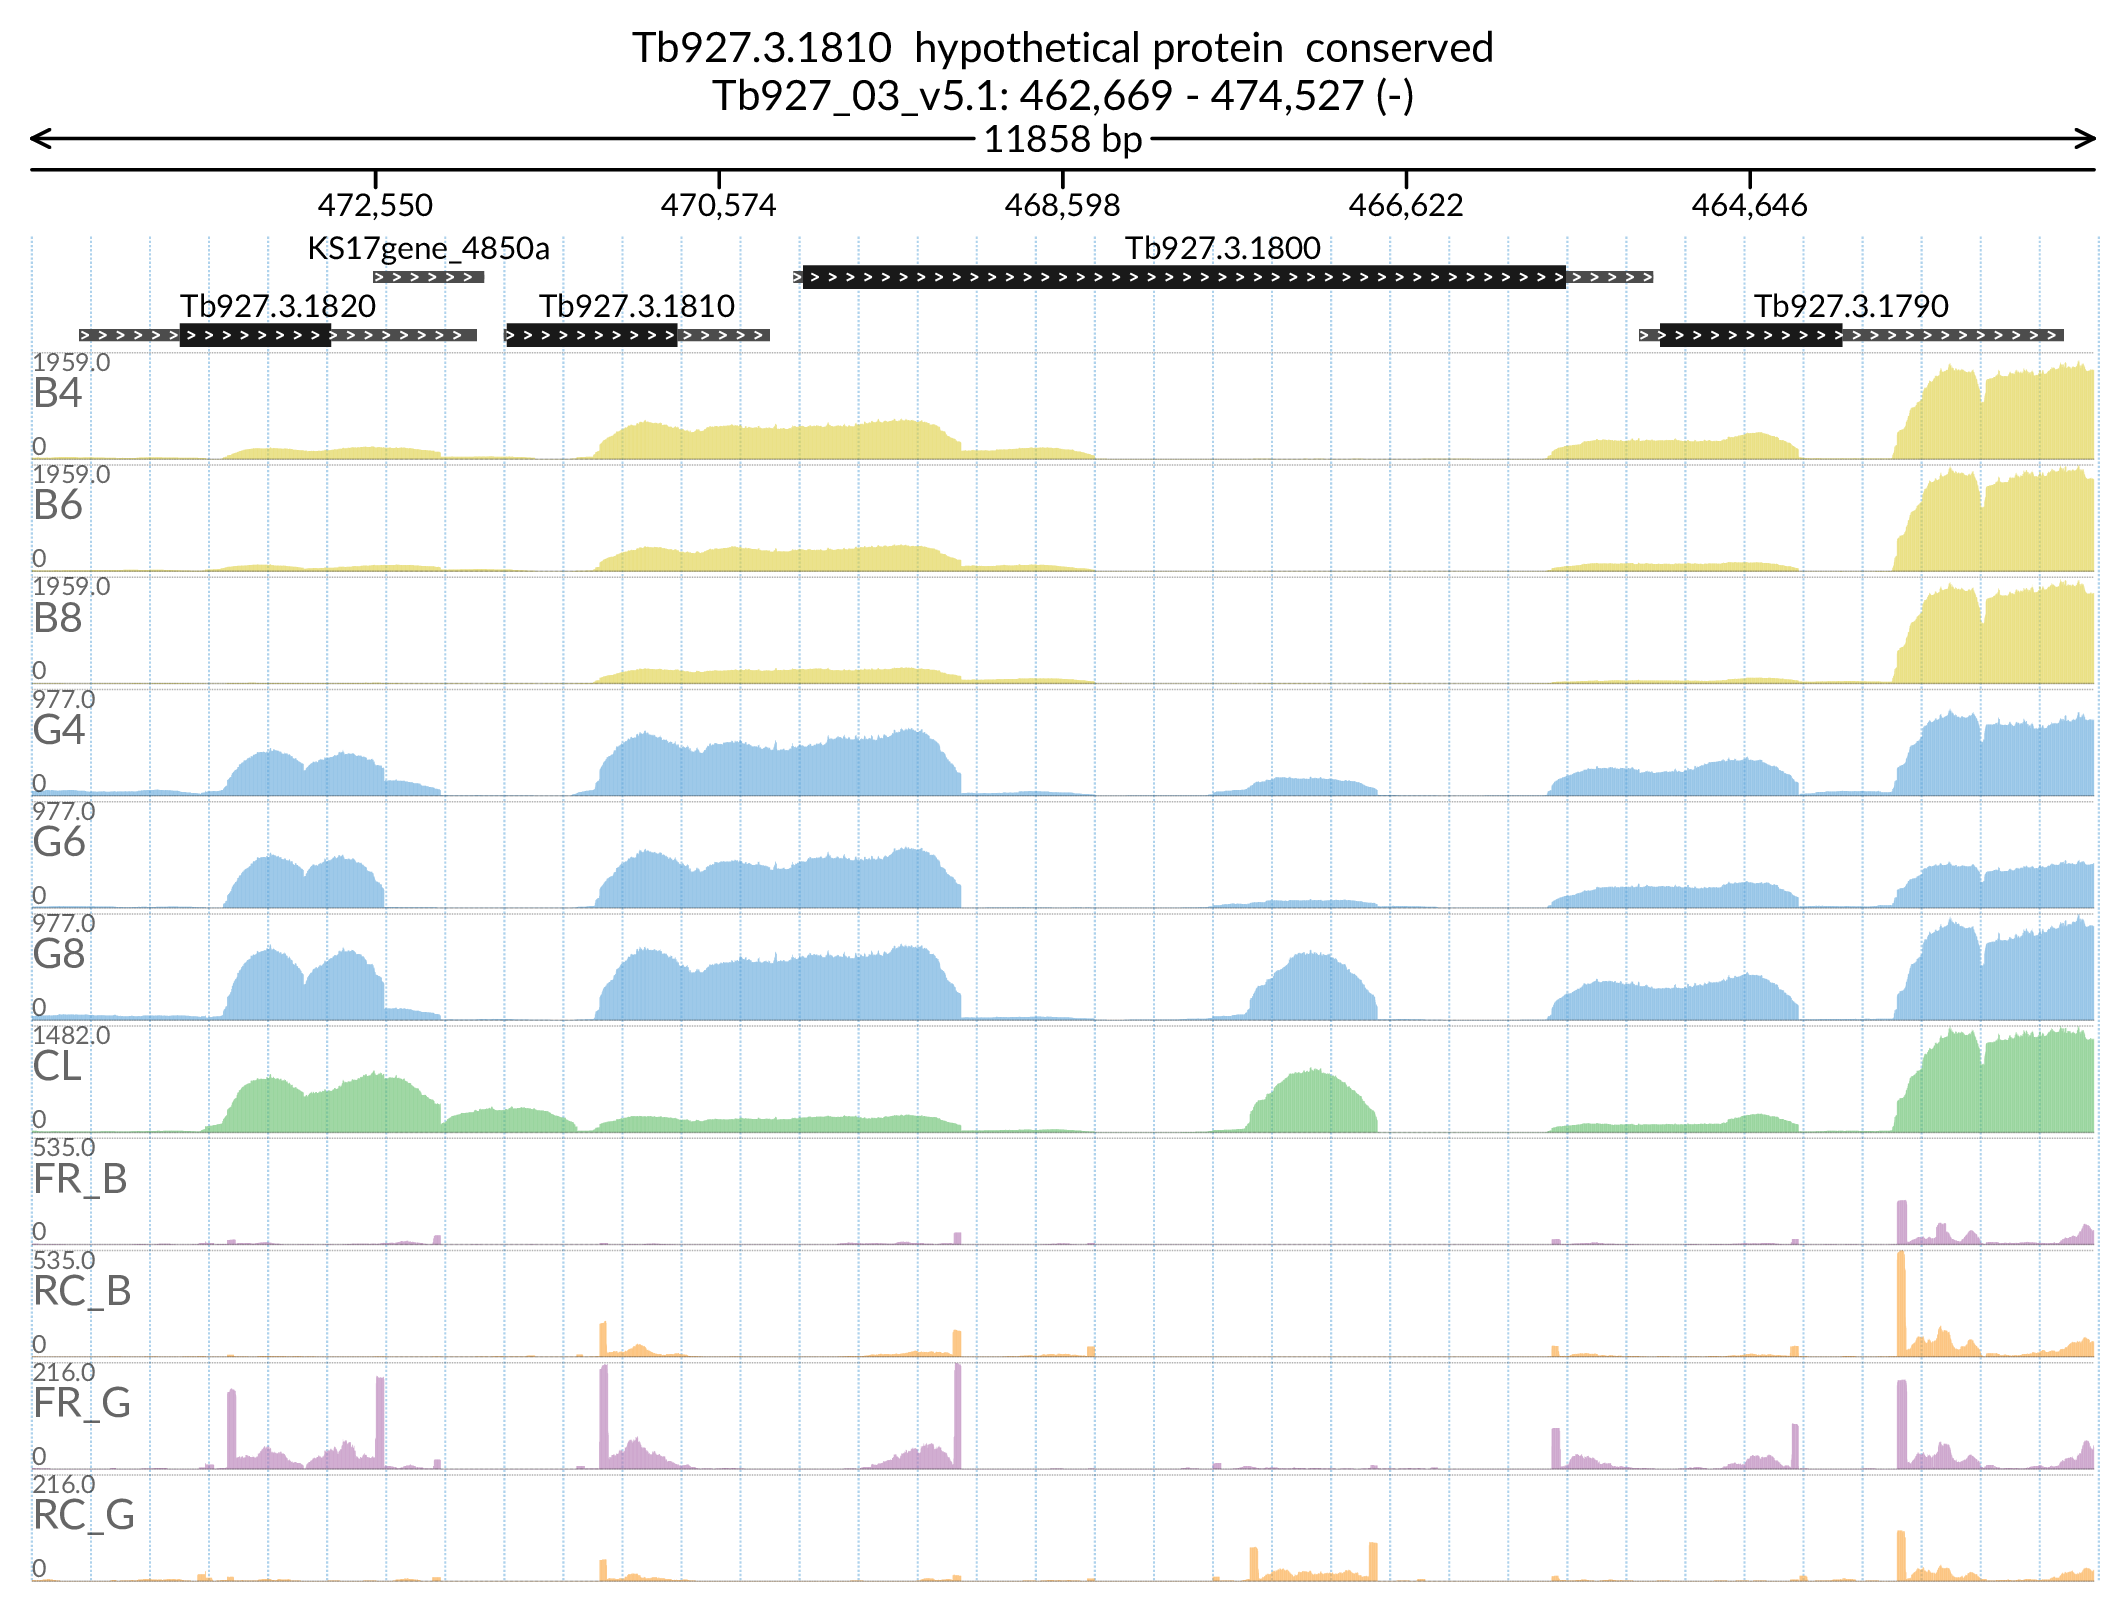 Tb927.3.1810 hypothetical protein conserved
Tb927_03_v5.1: 462,669 - 474,527 (-)
11858 bp
472,550 470,574 468,598 466,622 464,646
KS17gene_4850a Tb927.3.1800
Tb927.3.1820 Tb927.3.1810 Tb927.3.1790
1959.0
B4
0
1959.0
B6
0
1959.0
B8
0
977.0
G4
0
977.0
G6
0
977.0
G8
0
1482.0
CL
0
535.0
FR_B
0
535.0
RC_B
0
216.0
FR_G
0
216.0
RC_G
0